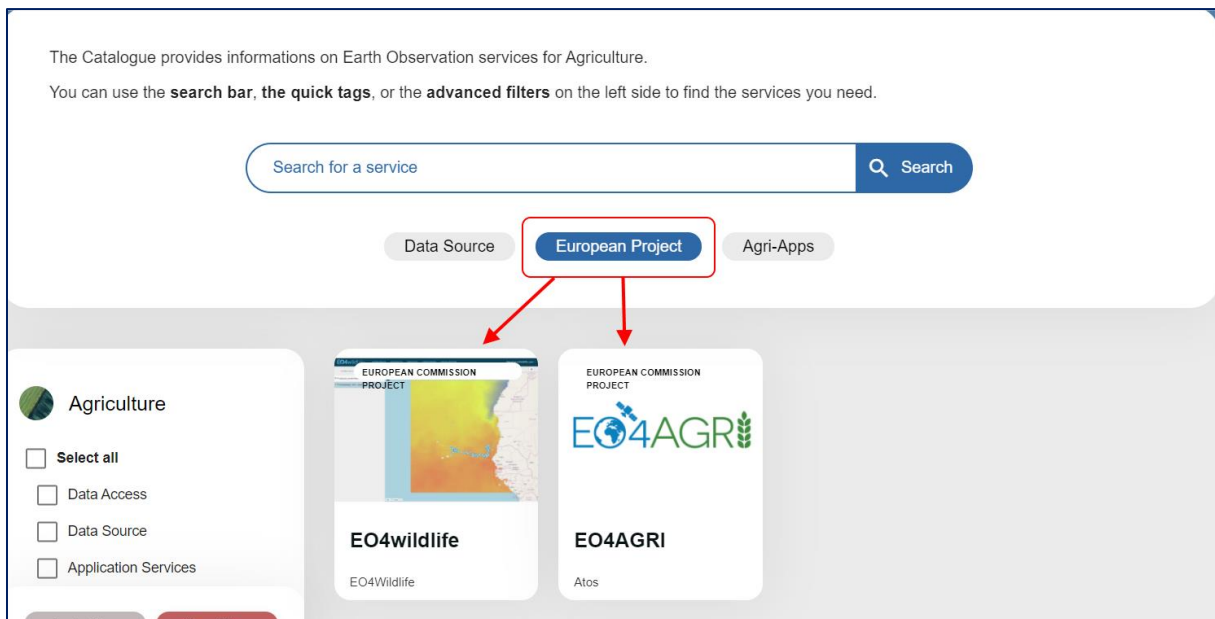 The Catalogue provides informations on Earth Observation services for Agriculture.
You can use the search bar, the quick tags, or the advanced filters on the left side to find the services you need.
Search for a service
Search
Data Source
European Project
Agri-Apps
Agriculture
Select all
Data Access
Data Source
Application Services
EUROPEAN COMMISSION
PROJECT
EO4wildlife
EO4Wildlife
EUROPEAN COMMISSION
PROJECT
EO4AGRI
EO4AGRI
Atos